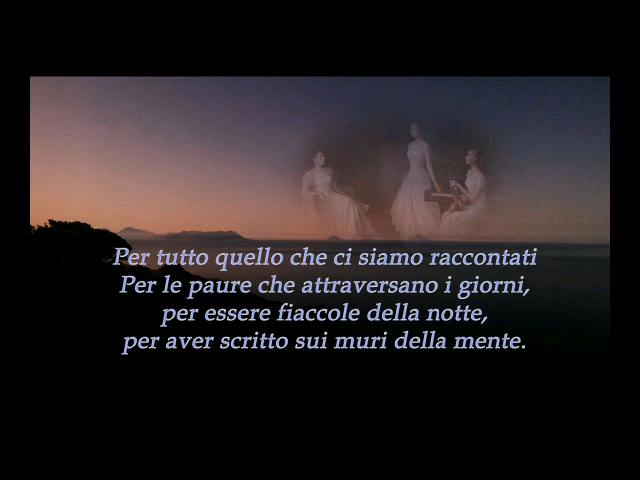 Per tutto quello che ci siamo raccontati
Per le paure che attraversano i giorni,
per essere fiaccole della notte,
per aver scritto sui muri della mente.